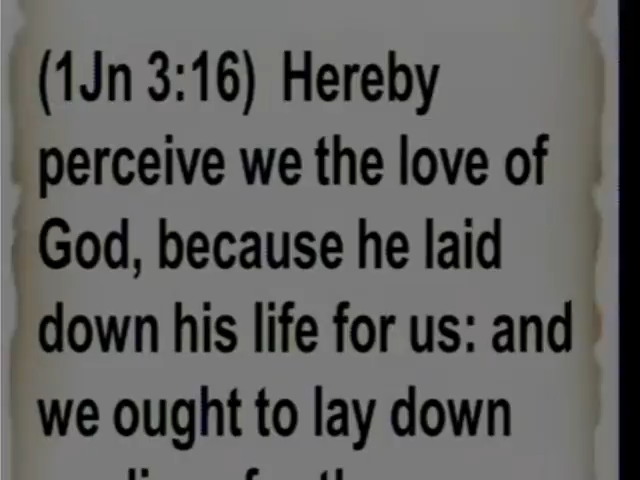 (1Jn 3:16) Hereby
perceive we the love of
God, because he laid
down his life for us: and
we ought to lay down